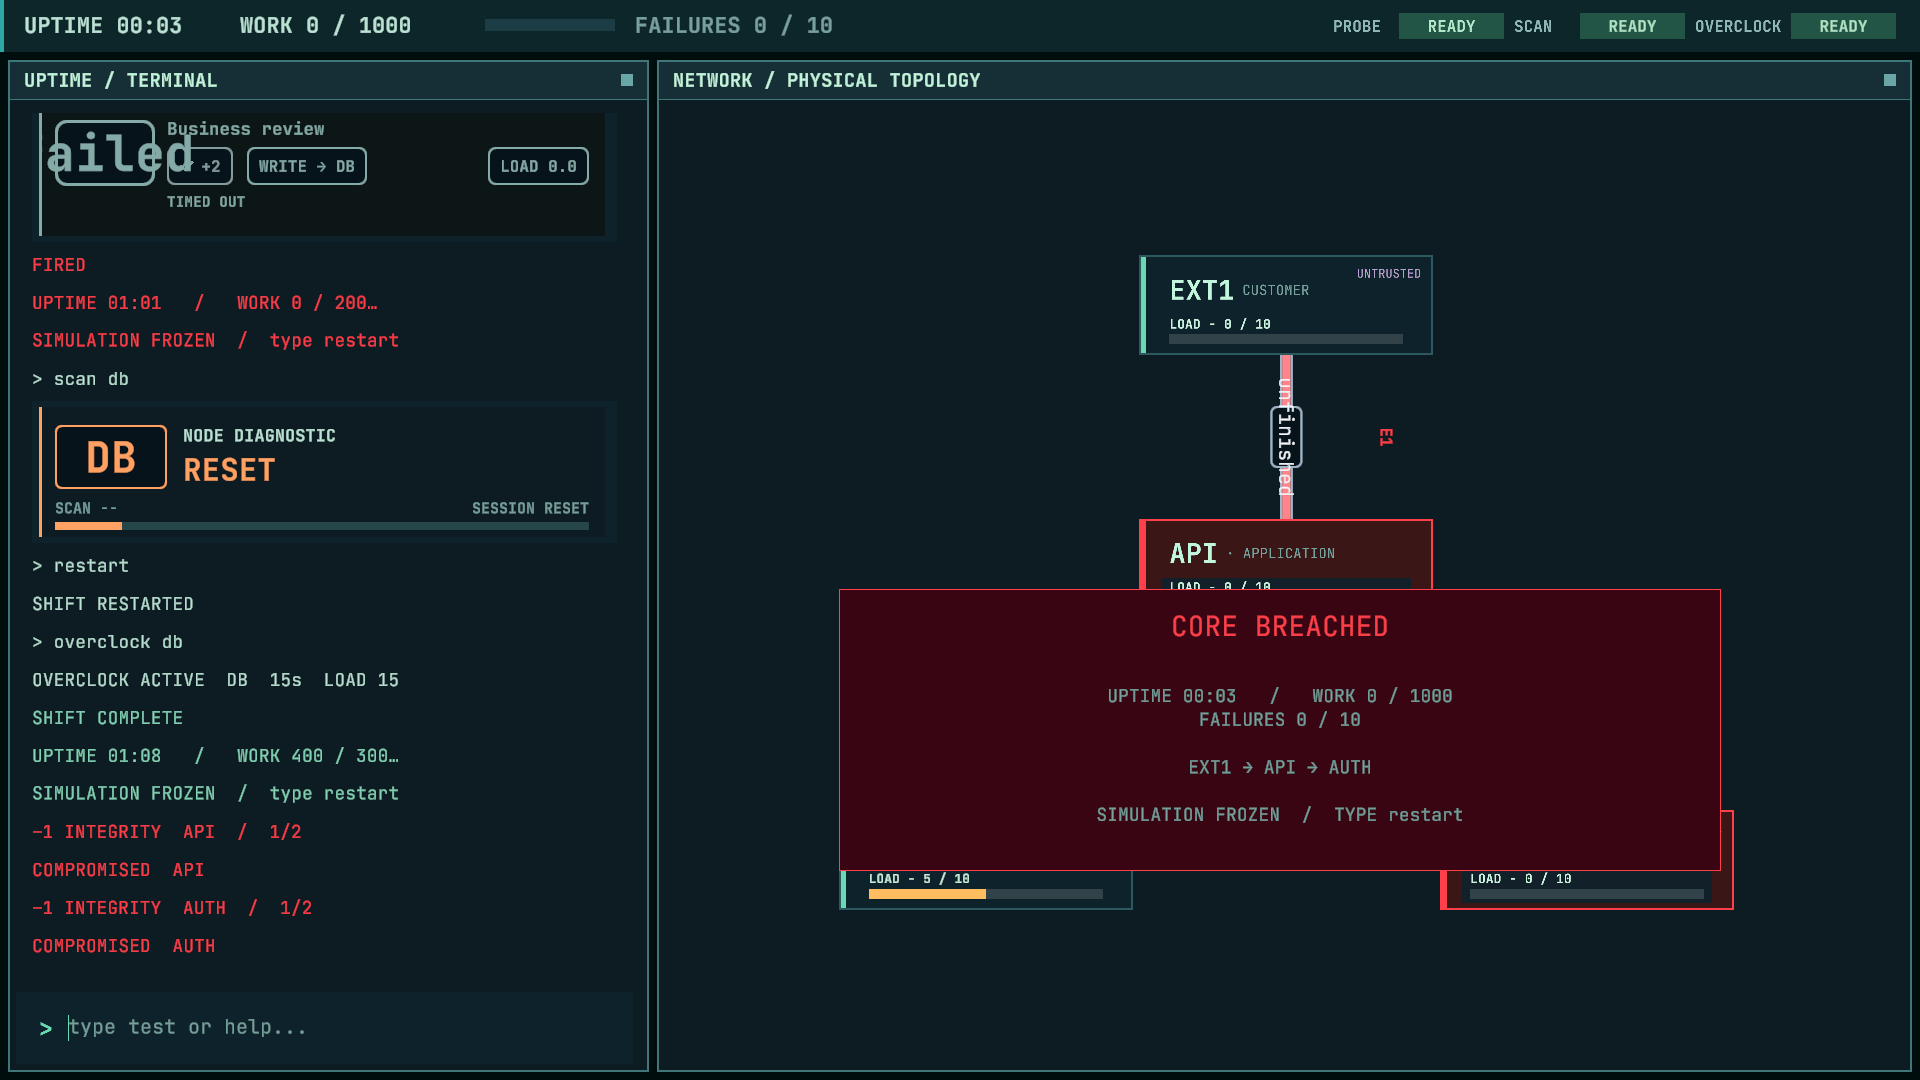 UPTIME 00:03 WORK 0 / 1000 FAILURES 0 / 10 PROBE READY SCAN READY OVERCLOCK READY
UPTIME / TERMINAL
ailed
Business review
+2 WRITE → DB LOAD 0.0
TIMED OUT
FIRED
UPTIME 01:01 / WORK 0 / 200…
SIMULATION FROZEN / type restart
> scan db
DB
NODE DIAGNOSTIC
RESET
SCAN -- SESSION RESET
> restart
SHIFT RESTARTED
> overclock db
OVERCLOCK ACTIVE DB 15s LOAD 15
SHIFT COMPLETE
UPTIME 01:08 / WORK 400 / 300…
SIMULATION FROZEN / type restart
−1 INTEGRITY API / 1/2
COMPROMISED API
−1 INTEGRITY AUTH / 1/2
COMPROMISED AUTH
> type test or help...
NETWORK / PHYSICAL TOPOLOGY
UNTRUSTED
EXT1 CUSTOMER
LOAD - 0 / 10
unfinished
E1
API · APPLICATION
LOAD - 0 / 10
CORE BREACHED
UPTIME 00:03 / WORK 0 / 1000
FAILURES 0 / 10
EXT1 → API → AUTH
SIMULATION FROZEN / TYPE restart
LOAD - 5 / 10
LOAD - 0 / 10